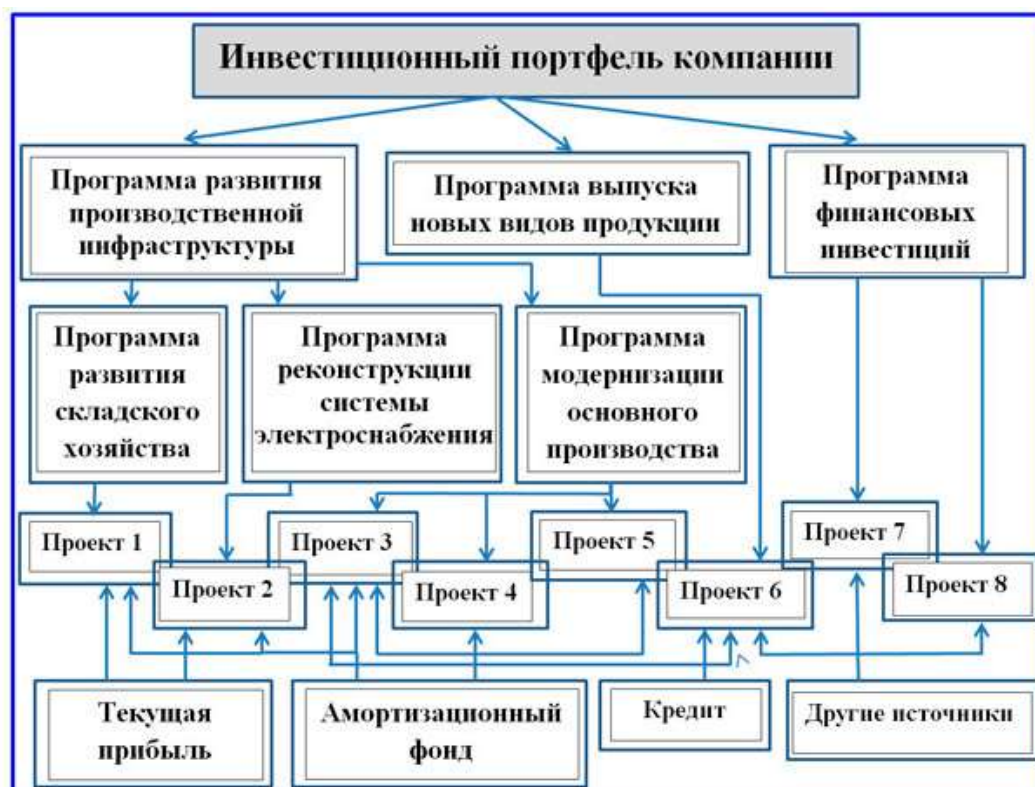 Инвестиционный портфель компании
Программа развития
производственной
инфраструктуры
Программа выпуска
новых видов продукции
Программа
финансовых
инвестиций
Программа
развития
складского
хозяйства
Программа
реконструкции
системы
электроснабжения
Программа
модернизации
основного
производства
Проект 1
Проект 2
Проект 3
Проект 4
Проект 5
Проект 6
Проект 7
Проект 8
Текущая
прибыль
Амортизационный
фонд
Кредит
Другие источники